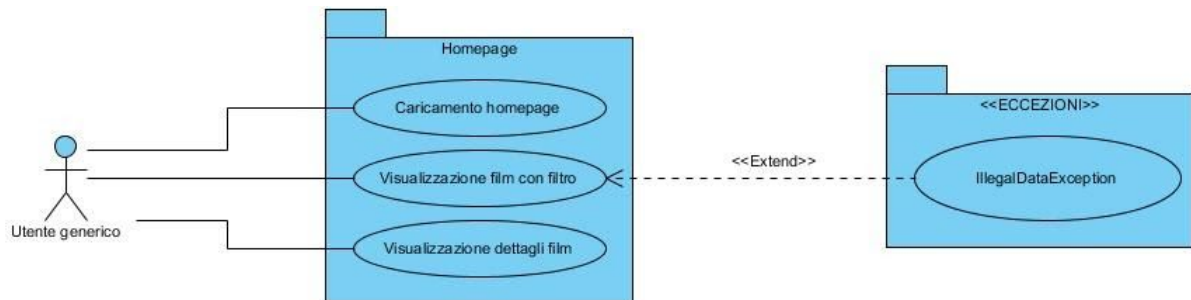 Homepage
Caricamento homepage
Visualizzazione film con filtro
Visualizzazione dettagli film
Utente generico
<<Extend>>
<<ECCEZIONI>>
IllegalDataException